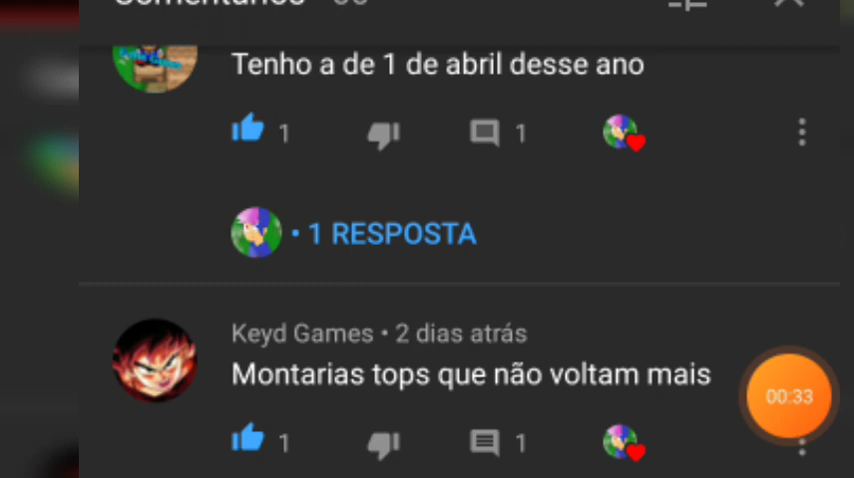 Comentários 66
Tenho a de 1 de abril desse ano
1
1
• 1 RESPOSTA
Keyd Games • 2 dias atrás
Montarias tops que não voltam mais
00:33
1
1